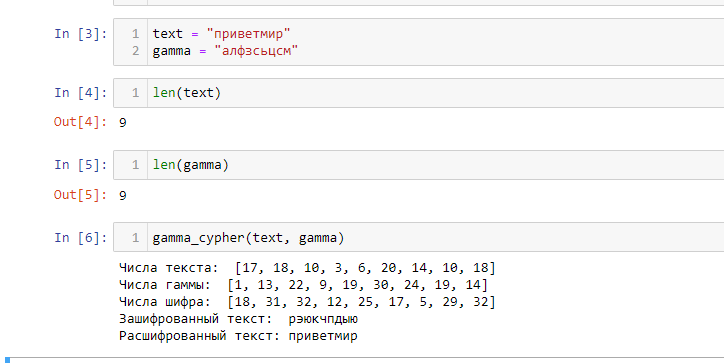 In [3]: 1 text = "приветмир"
2 gamma = "алфзсьцсм"
In [4]: 1 len(text)
Out[4]: 9
In [5]: 1 len(gamma)
Out[5]: 9
In [6]: 1 gamma_cypher(text, gamma)
Числа текста:  [17, 18, 10, 3, 6, 20, 14, 10, 18]
Числа гаммы:  [1, 13, 22, 9, 19, 30, 24, 19, 14]
Числа шифра:  [18, 31, 32, 12, 25, 17, 5, 29, 32]
Зашифрованный текст:  рэюкчпдыю
Расшифрованный текст: приветмир